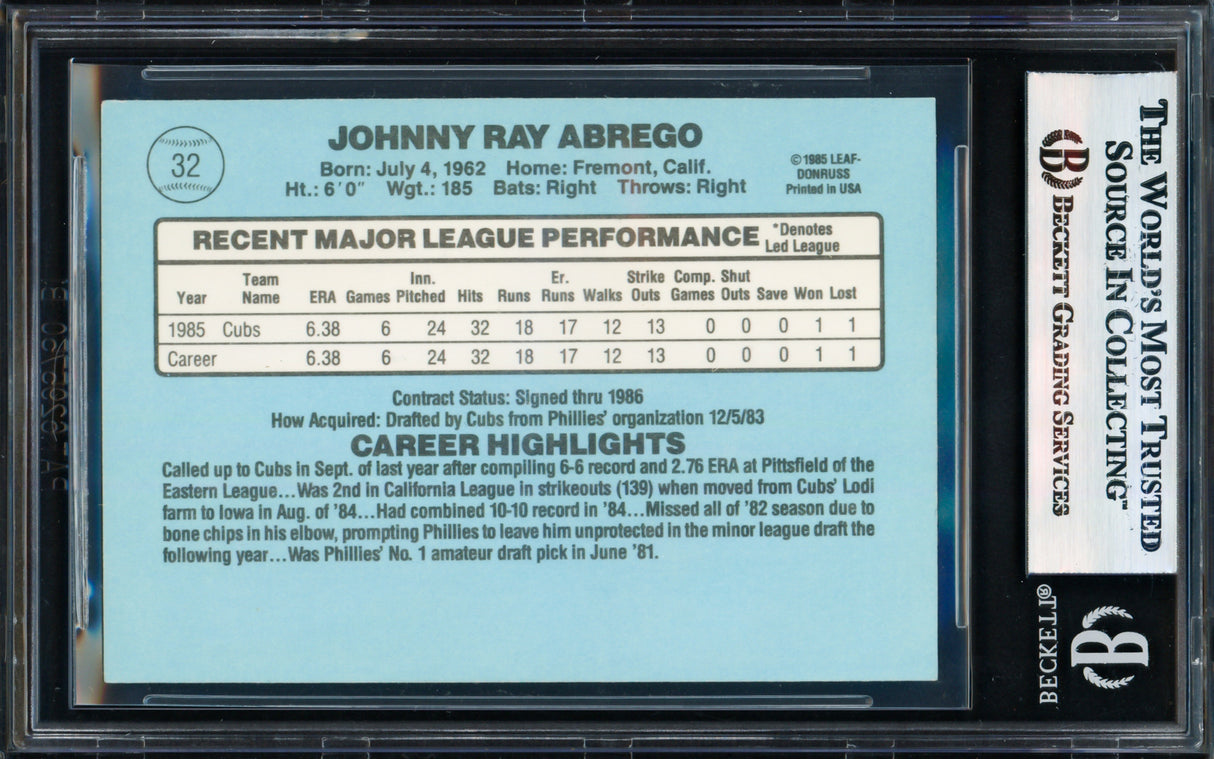 32
JOHNNY RAY ABREGO
Born: July 4, 1962 Home: Fremont, Calif.
Ht.: 6'0" Wgt.: 185 Bats: Right Throws: Right
©1985 LEAF-
DONRUSS
Printed in USA
RECENT MAJOR LEAGUE PERFORMANCE
*Denotes
Led League
Team Inn. Er. Strike Comp. Shut
Year Name ERA Games Pitched Hits Runs Runs Walks Outs Games Outs Save Won Lost
1985 Cubs 6.38 6 24 32 18 17 12 13 0 0 0 1 1
Career 6.38 6 24 32 18 17 12 13 0 0 0 1 1
Contract Status: Signed thru 1986
How Acquired: Drafted by Cubs from Phillies' organization 12/5/83
CAREER HIGHLIGHTS
Called up to Cubs in Sept. of last year after compiling 6-6 record and 2.76 ERA at Pittsfield of the
Eastern League...Was 2nd in California League in strikeouts (139) when moved from Cubs' Lodi
farm to Iowa in Aug. of '84...Had combined 10-10 record in '84...Missed all of '82 season due to
bone chips in his elbow, prompting Phillies to leave him unprotected in the minor league draft the
following year...Was Phillies' No. 1 amateur draft pick in June '81.
THE WORLD'S MOST TRUSTED
SOURCE IN COLLECTING™
B BECKETT GRADING SERVICES
B
BECKETT®